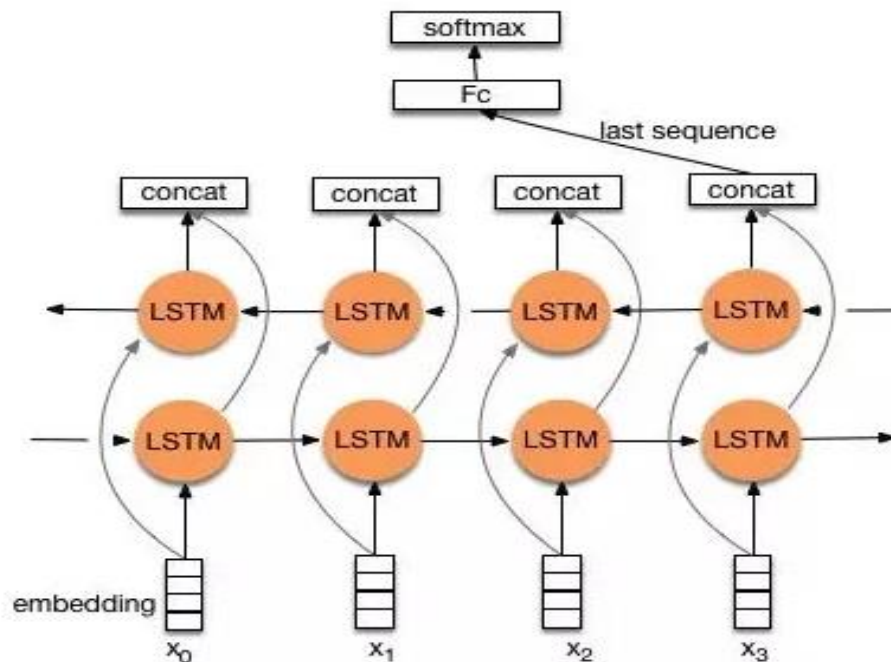 softmax
Fc
last sequence
concat concat concat concat
LSTM LSTM LSTM LSTM
LSTM LSTM LSTM LSTM
embedding
x0 x1 x2 x3